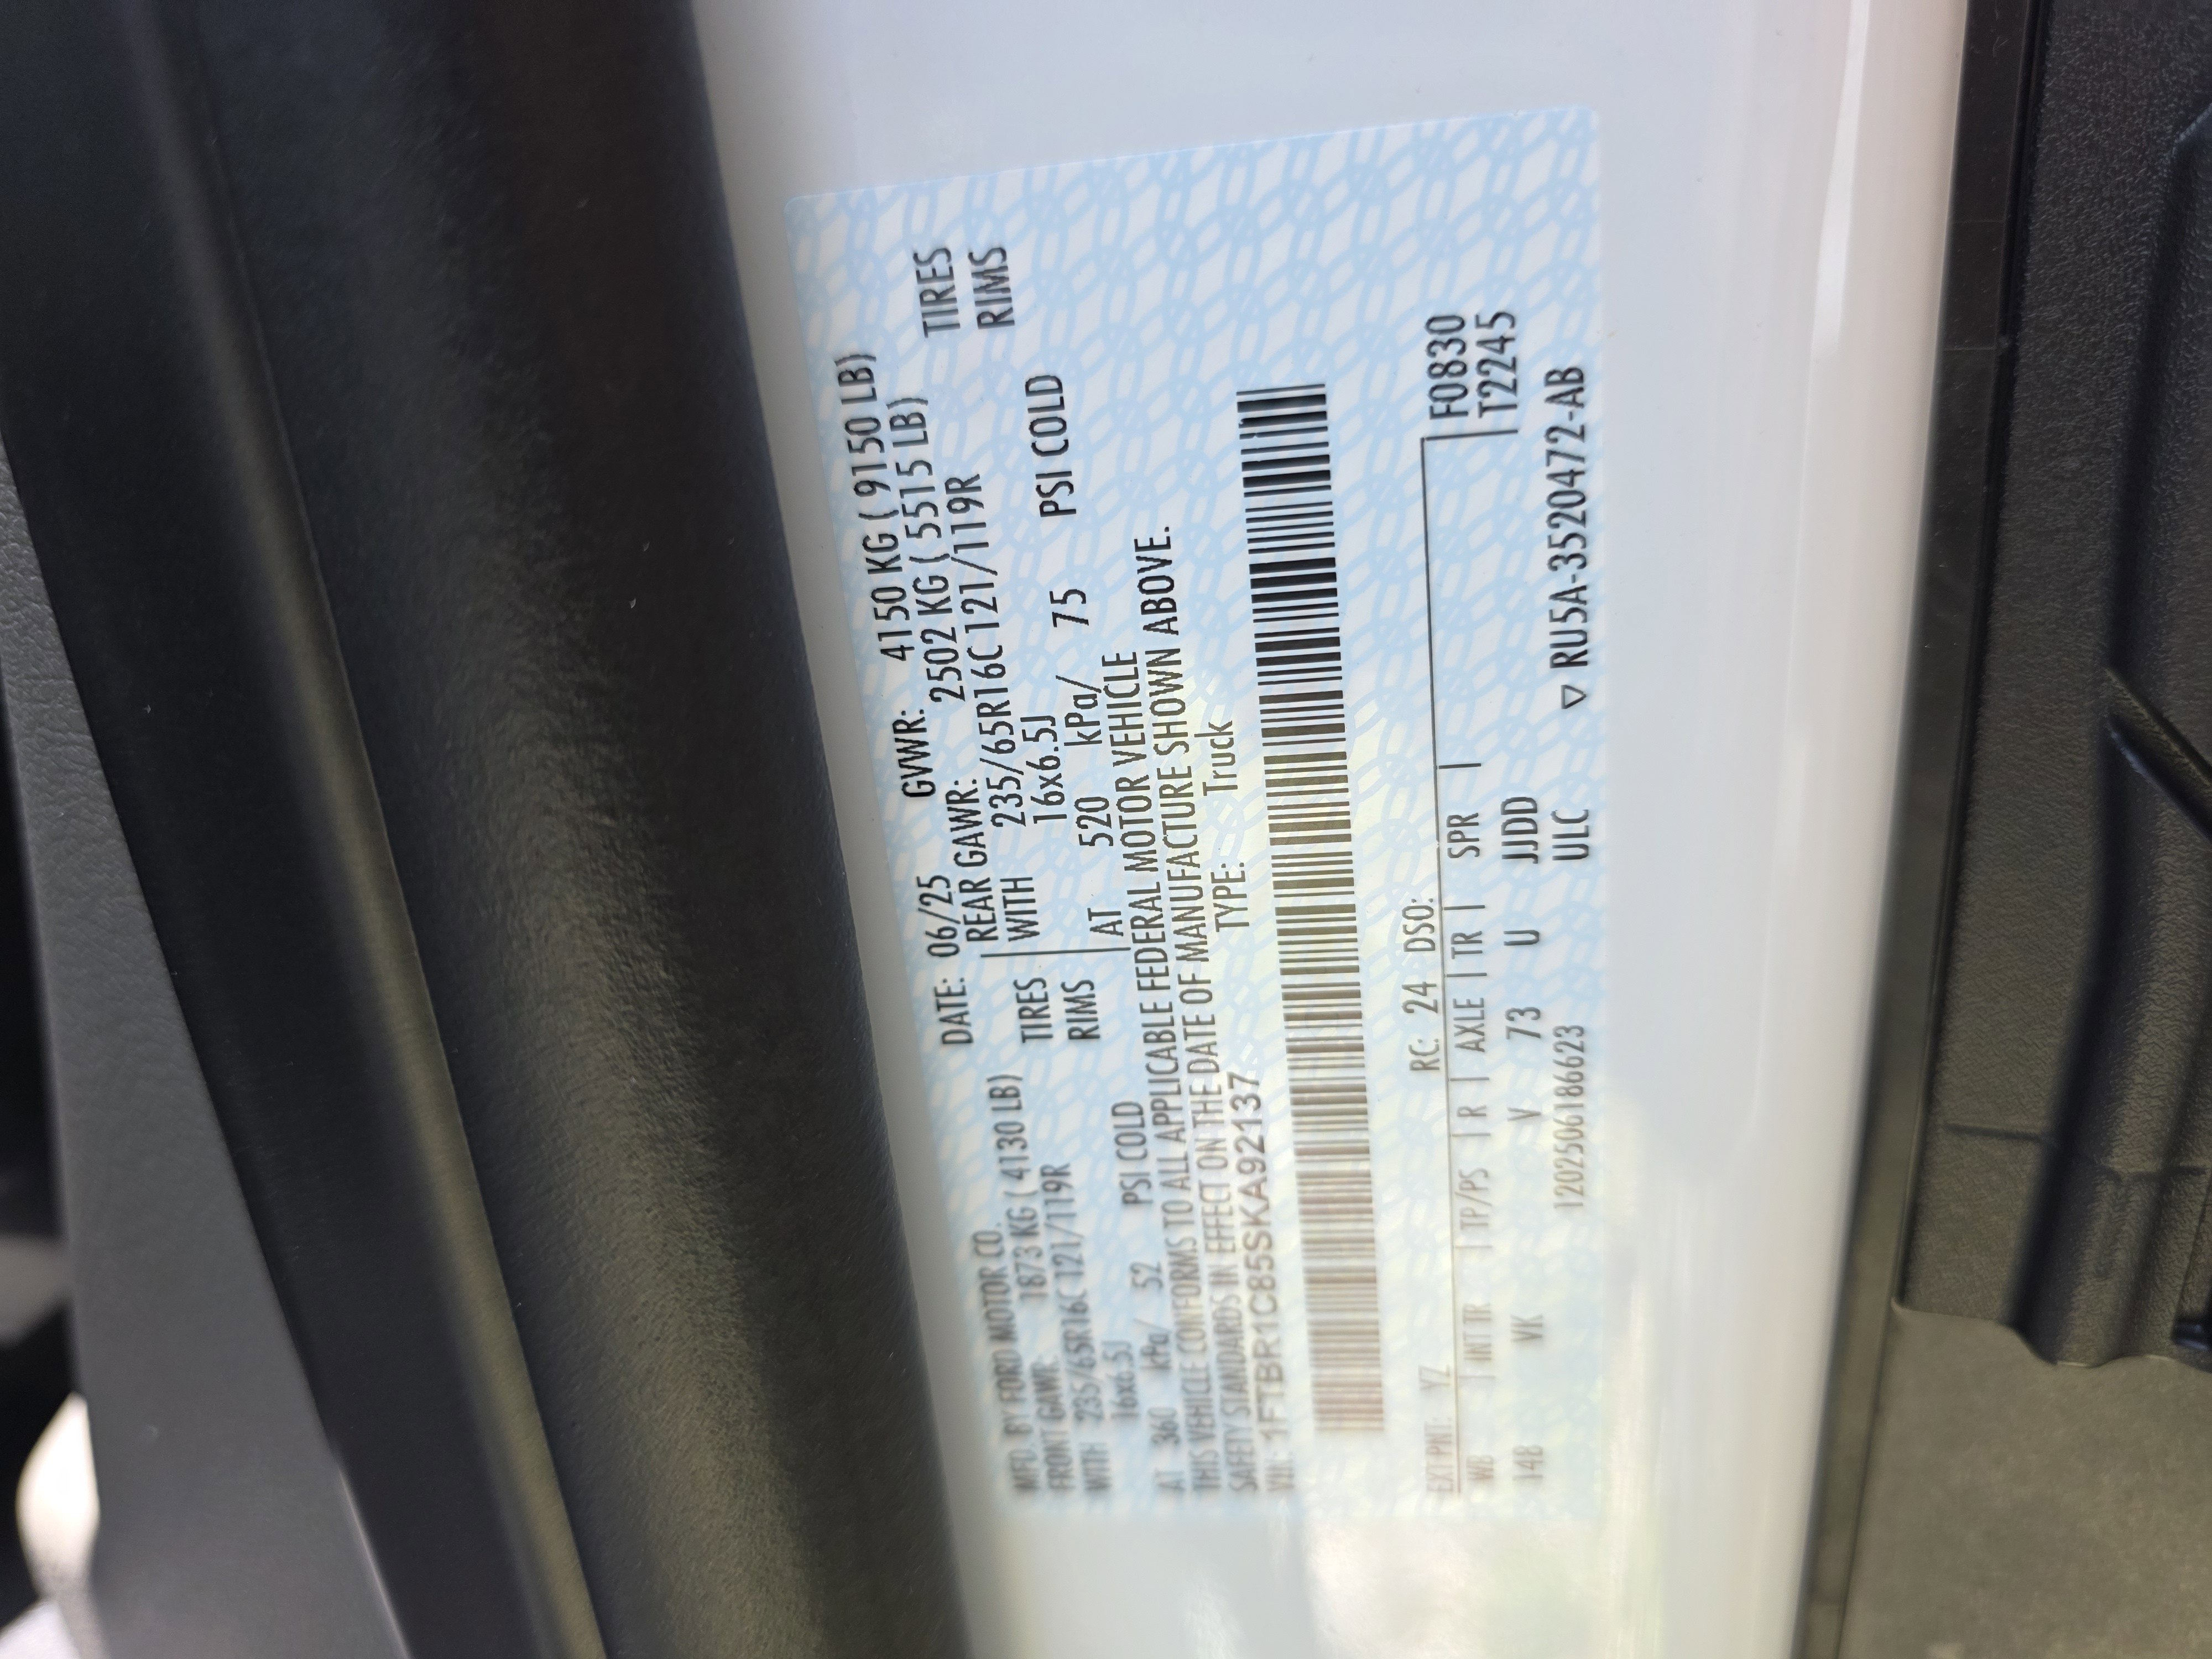 MFD. BY FORD MOTOR CO. DATE: 06/25 GVWR: 4150 KG ( 9150 LB)
FRONT GAWR: 1873 KG ( 4130 LB) REAR GAWR: 2502 KG ( 5515 LB)
WITH 235/65R16C 121/119R TIRES WITH 235/65R16C 121/119R TIRES
16x6.5J RIMS 16x6.5J RIMS
AT 360 kPa/ 52 PSI COLD AT 520 kPa/ 75 PSI COLD
THIS VEHICLE CONFORMS TO ALL APPLICABLE FEDERAL MOTOR VEHICLE
SAFETY STANDARDS IN EFFECT ON THE DATE OF MANUFACTURE SHOWN ABOVE.
VIN: 1FTBR1C85SKA92137 TYPE: Truck
EXT PNT: YZ RC: 24 DSO:
WB | INT TR | TP/PS | R | AXLE | TR | SPR | F0830
148 VK V 73 U JJDD T2245
120250618662​3 ULC ▽ RU5A-3520472-AB